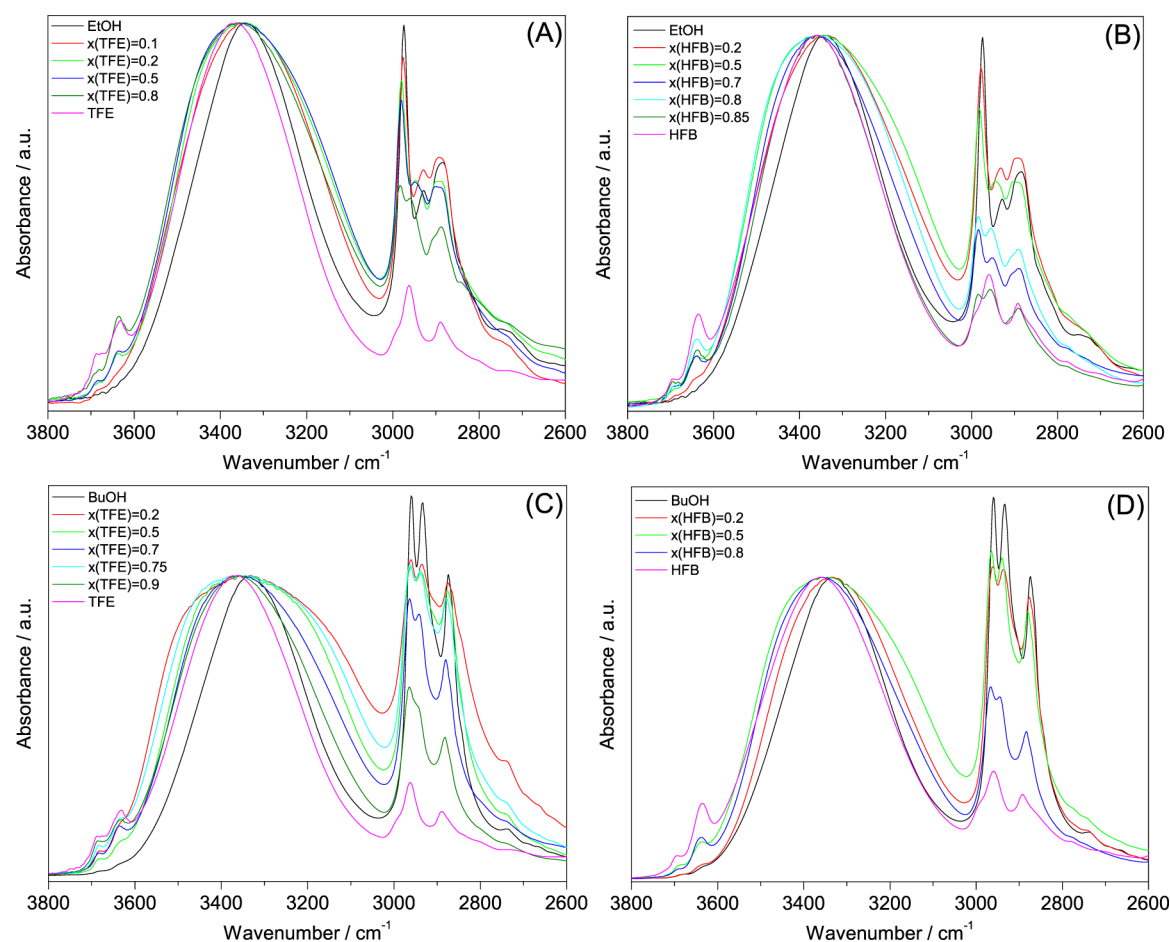 (A)
EtOH
x(TFE)=0.1
x(TFE)=0.2
x(TFE)=0.5
x(TFE)=0.8
TFE
Absorbance / a.u.
3800 3600 3400 3200 3000 2800 2600
Wavenumber / cm⁻¹
(B)
EtOH
x(HFB)=0.2
x(HFB)=0.5
x(HFB)=0.7
x(HFB)=0.8
x(HFB)=0.85
HFB
Absorbance / a.u.
3800 3600 3400 3200 3000 2800 2600
Wavenumber / cm⁻¹
(C)
BuOH
x(TFE)=0.2
x(TFE)=0.5
x(TFE)=0.7
x(TFE)=0.75
x(TFE)=0.9
TFE
Absorbance / a.u.
3800 3600 3400 3200 3000 2800 2600
Wavenumber / cm⁻¹
(D)
BuOH
x(HFB)=0.2
x(HFB)=0.5
x(HFB)=0.8
HFB
Absorbance / a.u.
3800 3600 3400 3200 3000 2800 2600
Wavenumber / cm⁻¹